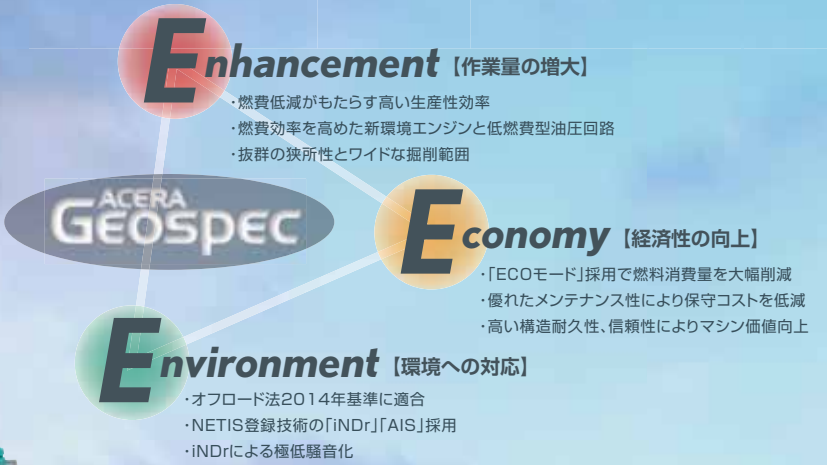 Enhancement【作業量の増大】
・燃費低減がもたらす高い生産性効率
・燃費効率を高めた新環境エンジンと低燃費型油圧回路
・抜群の狭所性とワイドな掘削範囲
ACERA
GEOSPEC
Economy【経済性の向上】
・「ECOモード」採用で燃料消費量を大幅削減
・優れたメンテナンス性により保守コストを低減
・高い構造耐久性、信頼性によりマシン価値向上
Environment【環境への対応】
・オフロード法2014年基準に適合
・NETIS登録技術の「iNDr」「AIS」採用
・iNDrによる極低騒音化